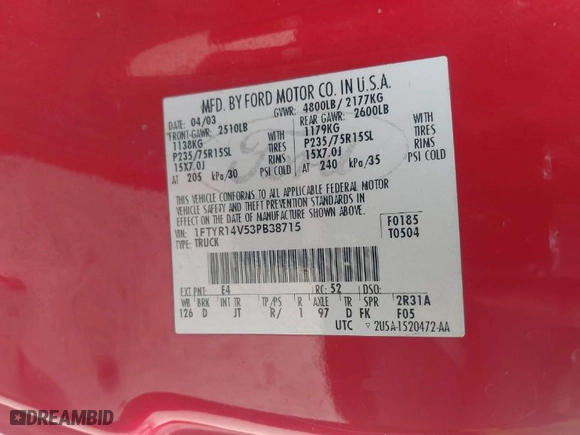 MFD. BY FORD MOTOR CO. IN U.S.A.
DATE: 04/03 GVWR: 4800LB/ 2177KG
FRONT GAWR: 2510LB REAR GAWR: 2600LB
1138KG 1179KG
P235/75R15SL TIRES P235/75R15SL TIRES
15X7.0J RIMS 15X7.0J RIMS
AT 205 kPa/30 PSI COLD AT 240 kPa/35 PSI COLD
THIS VEHICLE CONFORMS TO ALL APPLICABLE FEDERAL MOTOR
VEHICLE SAFETY AND THEFT PREVENTION STANDARDS IN
EFFECT ON THE DATE OF MANUFACTURE SHOWN ABOVE.
VIN: 1FTYR14V53PB38715 F0185
TYPE: TRUCK T0504
EXT PNT: E4 RC: 52 DSO:
WB BRK INT TR TP/PS R AXLE TR SPR 2R31A
126 D JT R/ 1 97 D FK F05
UTC ▽ 2U5A-1520472-AA
Ford
DREAMBID